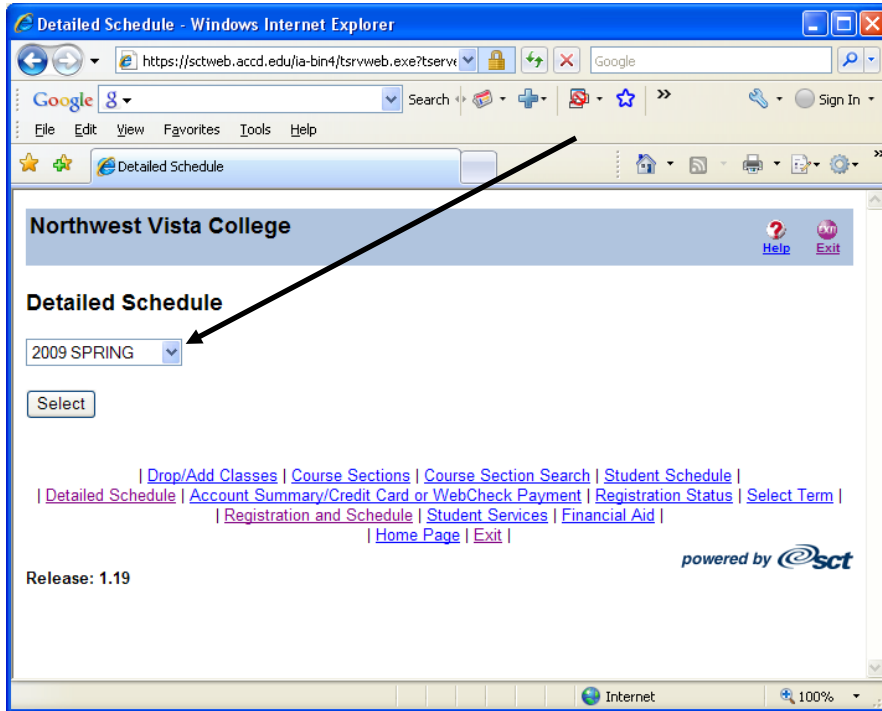 Detailed Schedule - Windows Internet Explorer
https://sctweb.accd.edu/ia-bin4/tsrvweb.exe?tserve
Google
Google g Search Sign In
File Edit View Favorites Tools Help
Detailed Schedule
Northwest Vista College
Help
exit
Exit
Detailed Schedule
2009 SPRING
Select
| Drop/Add Classes | Course Sections | Course Section Search | Student Schedule |
| Detailed Schedule | Account Summary/Credit Card or WebCheck Payment | Registration Status | Select Term |
| Registration and Schedule | Student Services | Financial Aid |
| Home Page | Exit |
powered by sct
Release: 1.19
Internet 100%